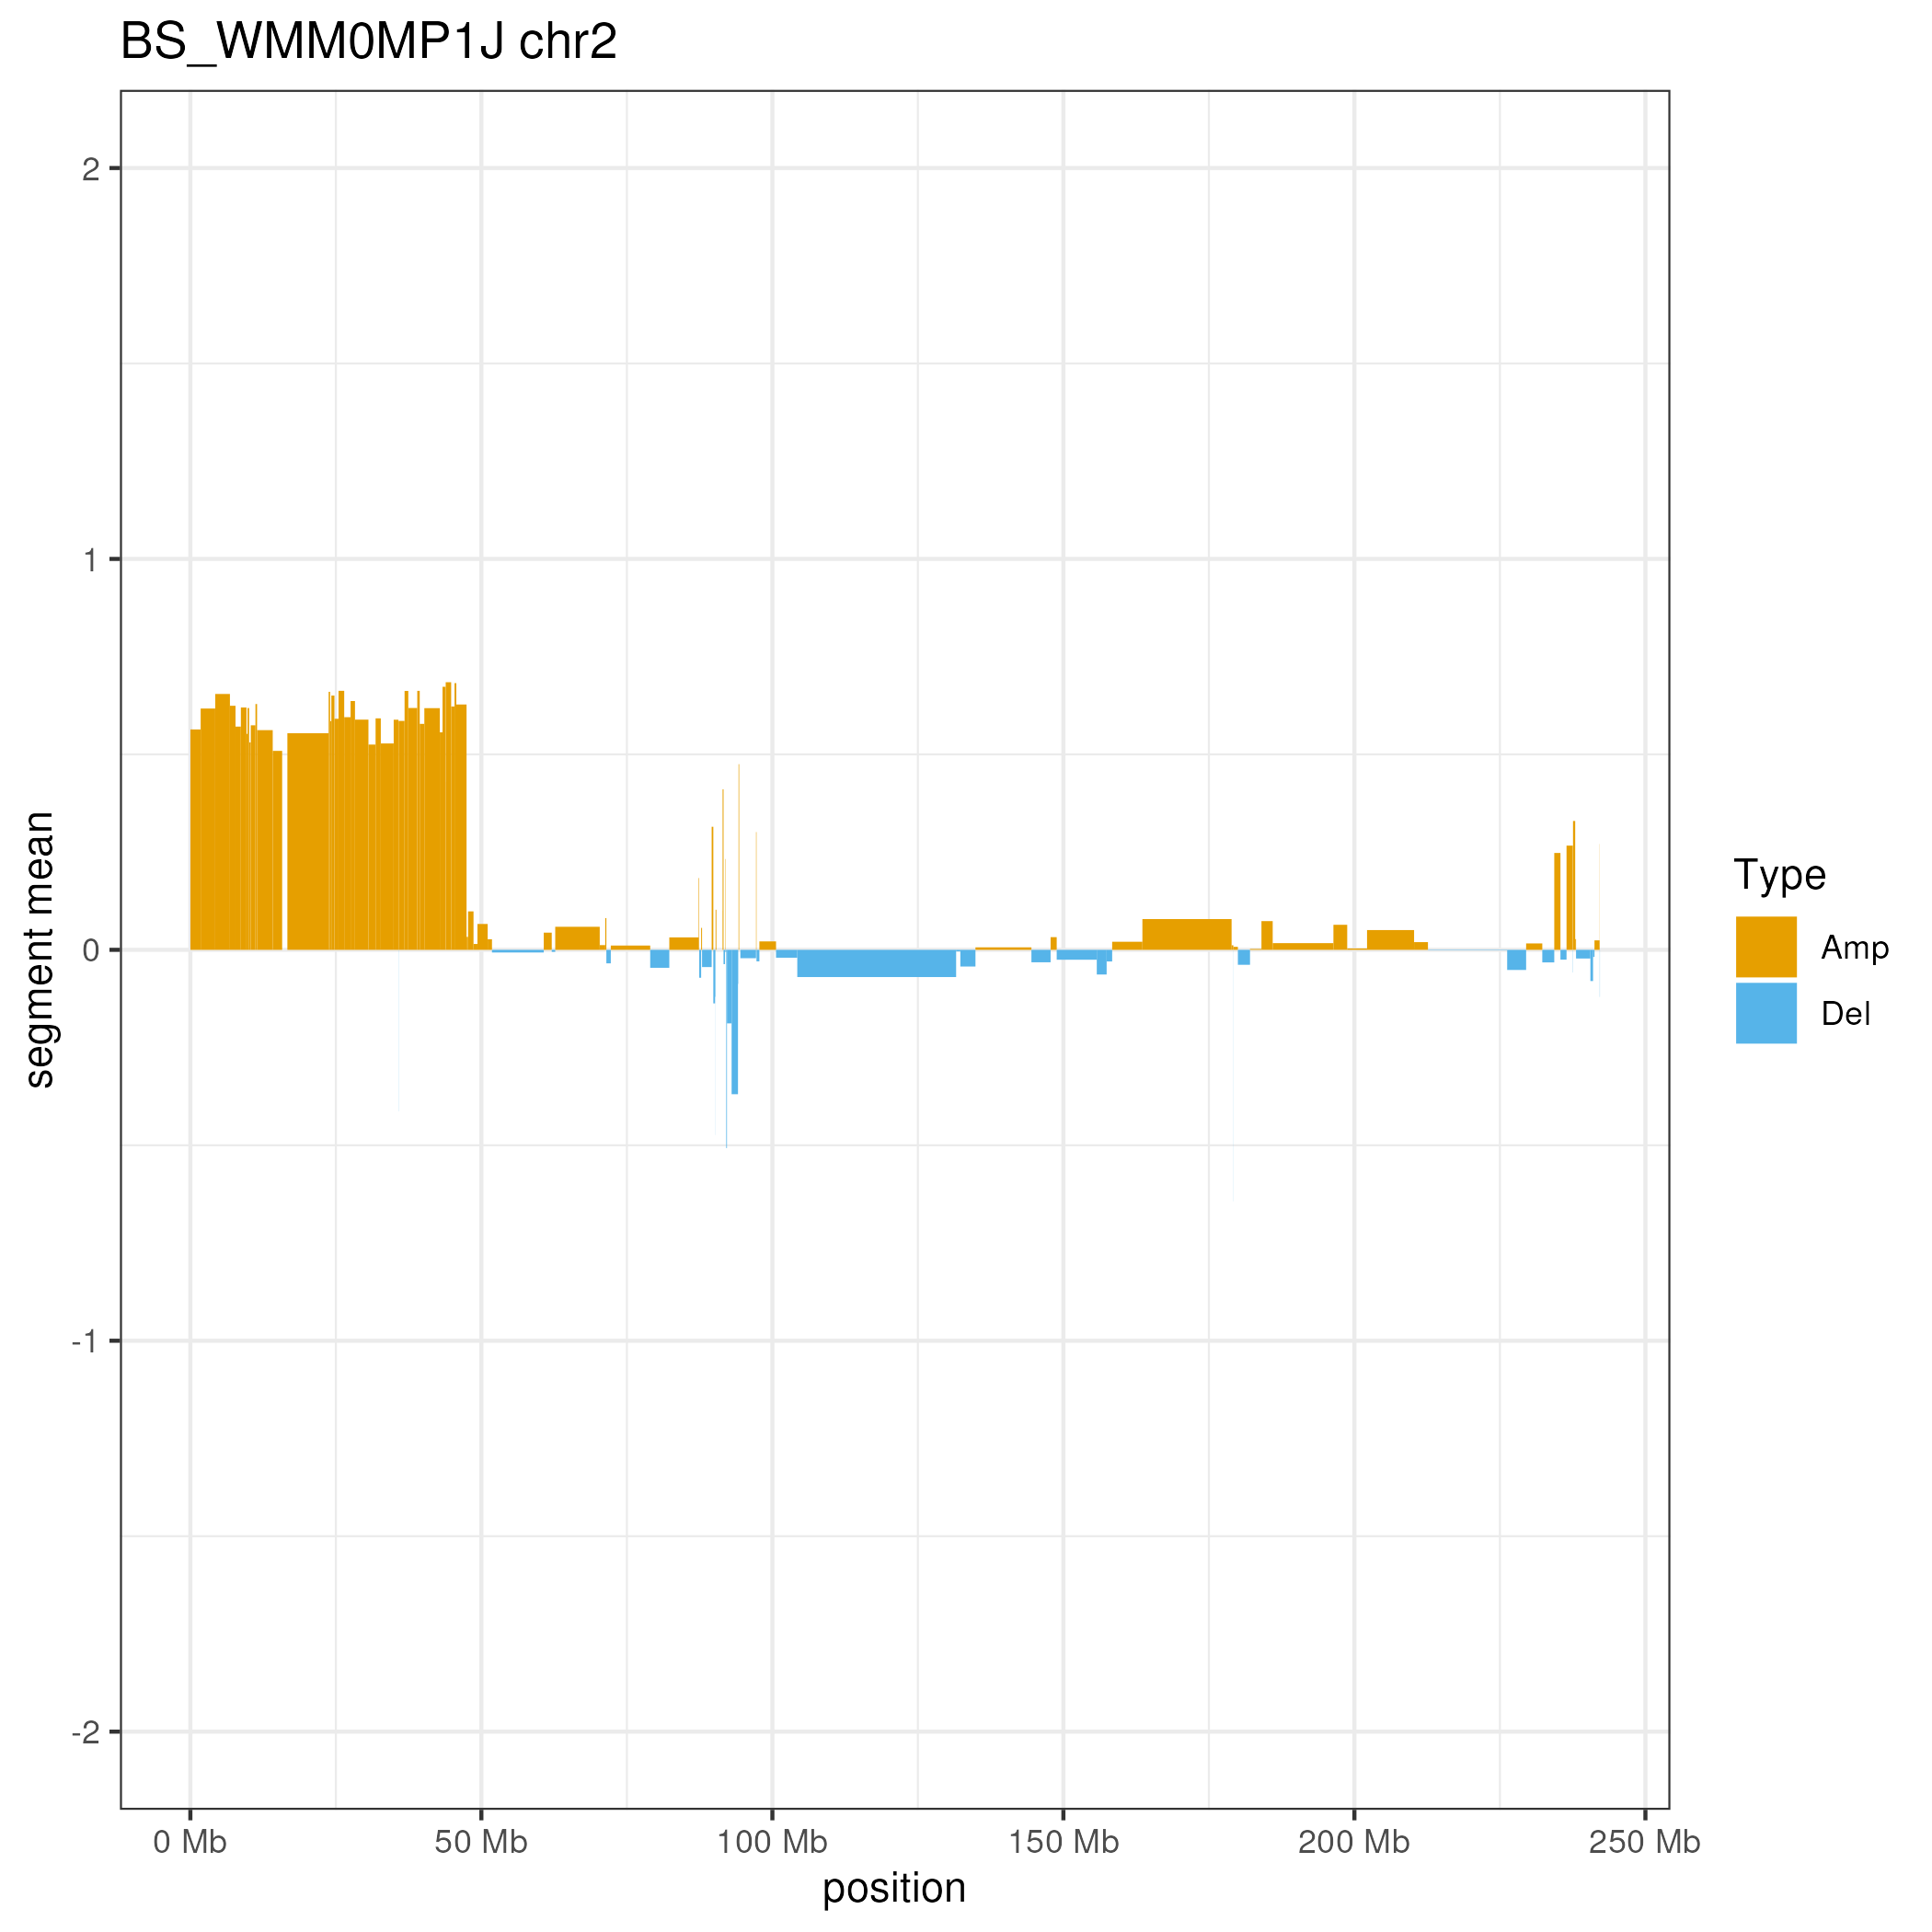 BS_WMM0MP1J chr2
2
1
0
-1
-2
segment mean
0 Mb
50 Mb
100 Mb
150 Mb
200 Mb
250 Mb
position
Type
Amp
Del